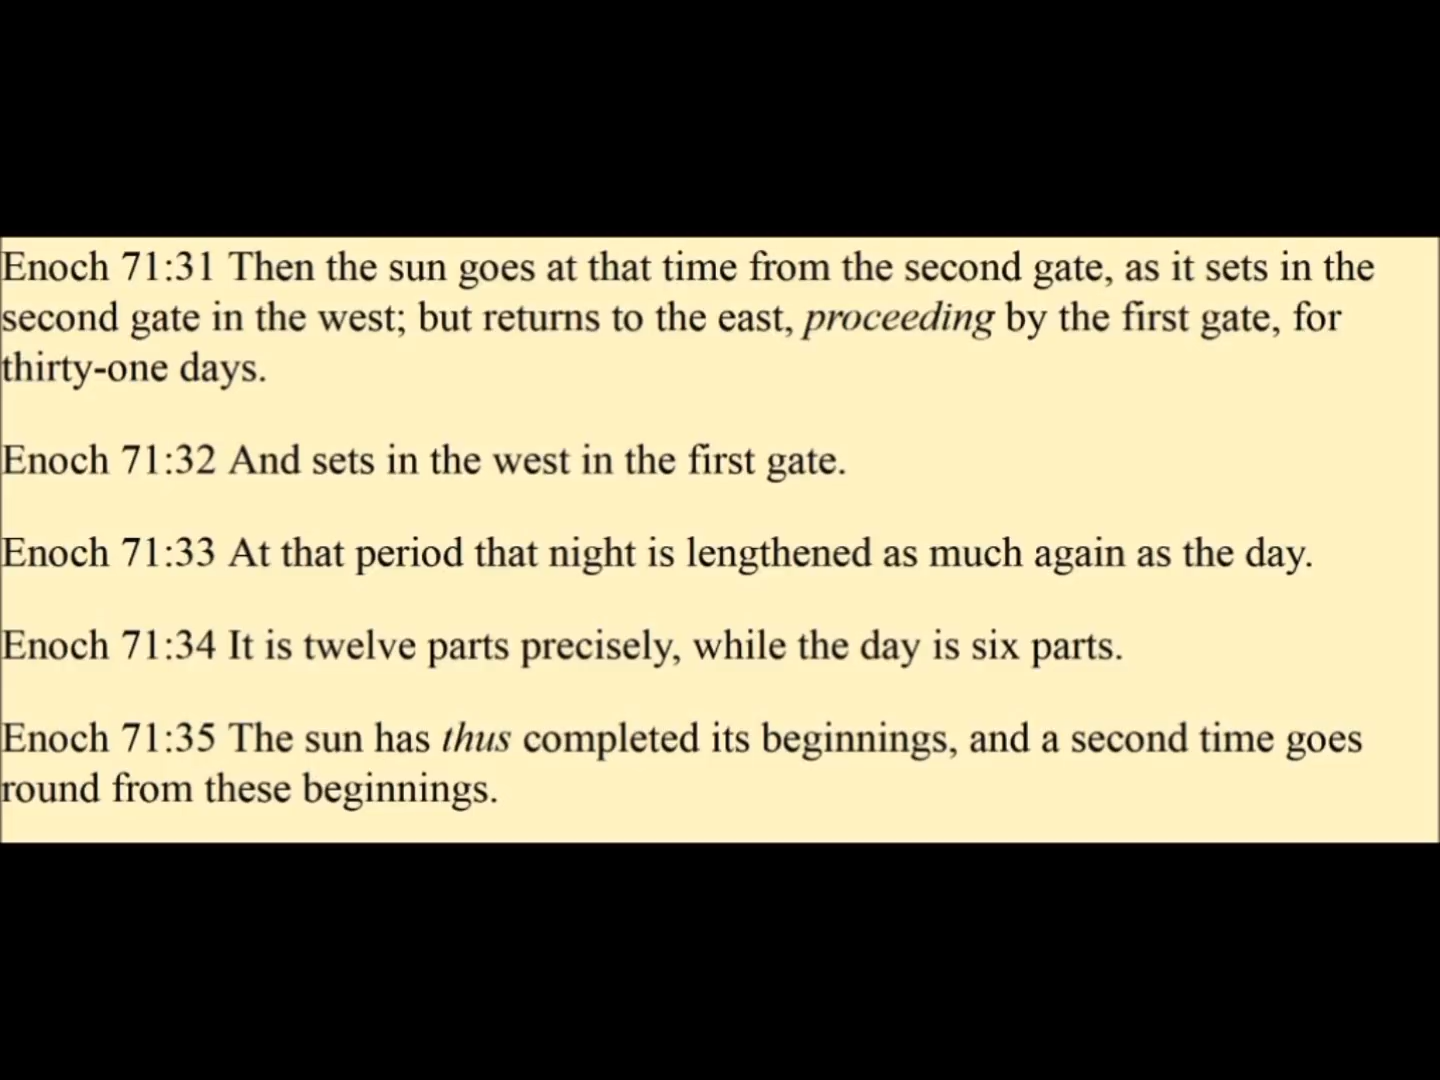 Enoch 71:31 Then the sun goes at that time from the second gate, as it sets in the
second gate in the west; but returns to the east, proceeding by the first gate, for
thirty-one days.
Enoch 71:32 And sets in the west in the first gate.
Enoch 71:33 At that period that night is lengthened as much again as the day.
Enoch 71:34 It is twelve parts precisely, while the day is six parts.
Enoch 71:35 The sun has thus completed its beginnings, and a second time goes
round from these beginnings.